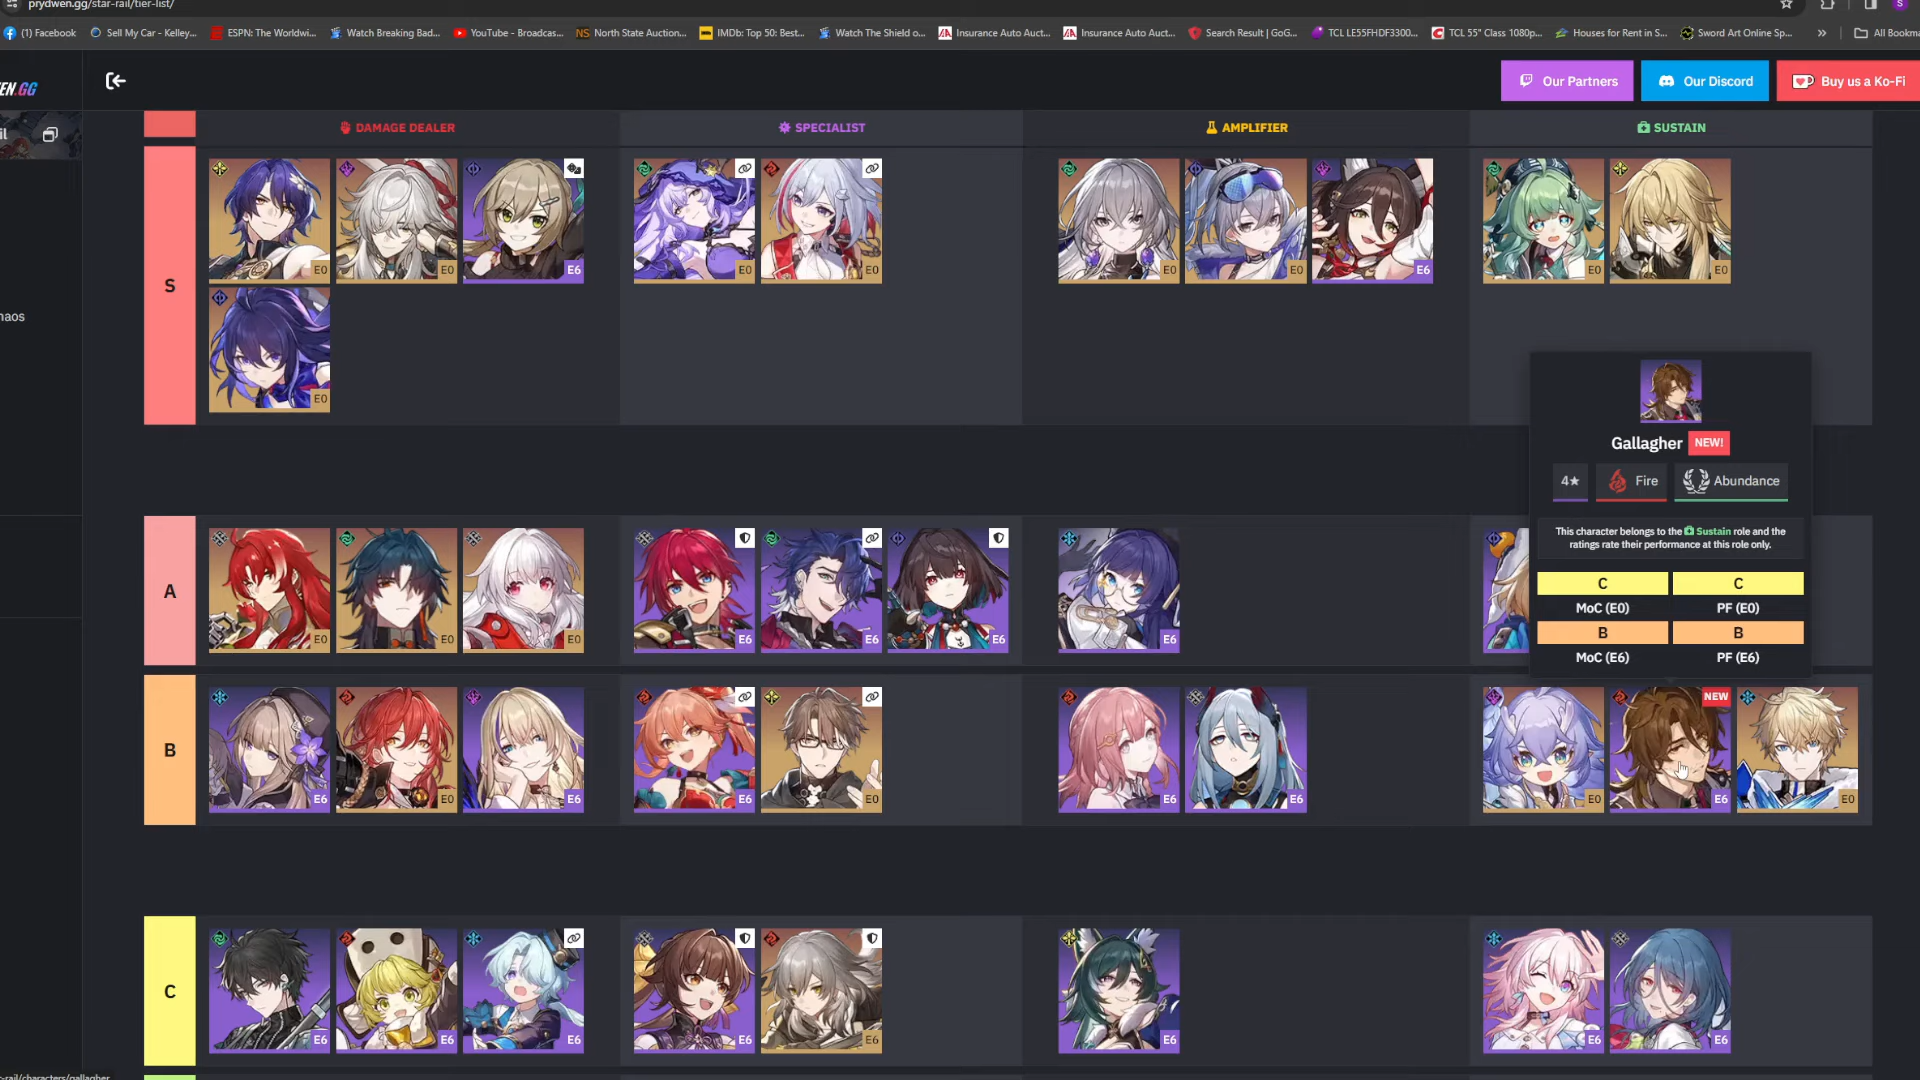 prydwen.gg/star-rail/tier-list/
(1) Facebook
Sell My Car - Kelley...
ESPN: The Worldwi...
Watch Breaking Bad...
YouTube - Broadcas...
North State Auction...
IMDb: Top 50: Best...
Watch The Shield o...
Insurance Auto Auct...
Insurance Auto Auct...
Search Result | GoG...
TCL LE55FHDF3300...
TCL 55" Class 1080p...
Houses for Rent in S...
Sword Art Online Sp...
»
All Bookma
EN.GG
Our Partners
Our Discord
Buy us a Ko-Fi
il
haos
DAMAGE DEALER
SPECIALIST
AMPLIFIER
SUSTAIN
S
E0
E0
E6
E0
E0
E0
E0
E6
E0
E0
E0
Gallagher NEW!
4★ Fire Abundance
This character belongs to the Sustain role and the
ratings rate their performance at this role only.
C C
MoC (E0) PF (E0)
B B
MoC (E6) PF (E6)
A
E0
E0
E0
E6
E6
E6
E6
B
NEW
E6
E0
E6
E6
E0
E6
E6
E0
E6
E0
C
E6
E6
E6
E6
E6
E6
E6
E6
-rail/characters/gallagher